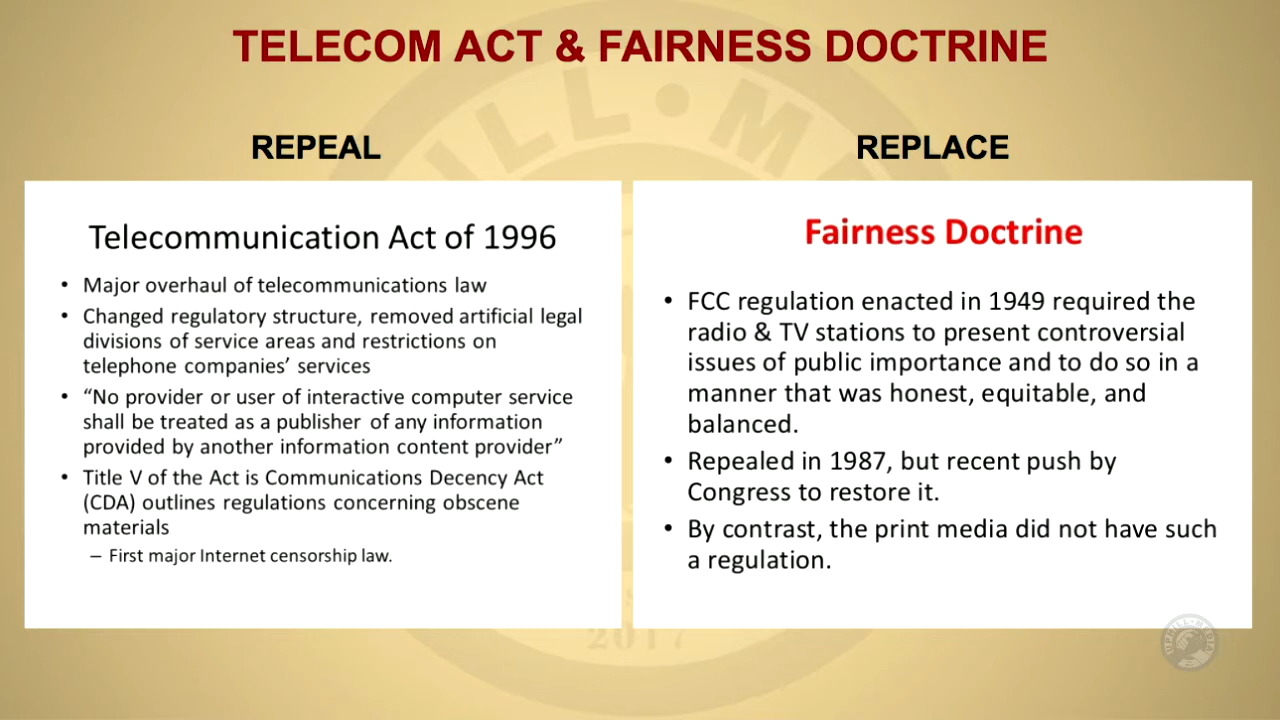 TELECOM ACT & FAIRNESS DOCTRINE
REPEAL
Telecommunication Act of 1996
• Major overhaul of telecommunications law
• Changed regulatory structure, removed artificial legal
divisions of service areas and restrictions on
telephone companies’ services
• “No provider or user of interactive computer service
shall be treated as a publisher of any information
provided by another information content provider”
• Title V of the Act is Communications Decency Act
(CDA) outlines regulations concerning obscene
materials
– First major Internet censorship law.
REPLACE
Fairness Doctrine
• FCC regulation enacted in 1949 required the
radio & TV stations to present controversial
issues of public importance and to do so in a
manner that was honest, equitable, and
balanced.
• Repealed in 1987, but recent push by
Congress to restore it.
• By contrast, the print media did not have such
a regulation.
2017